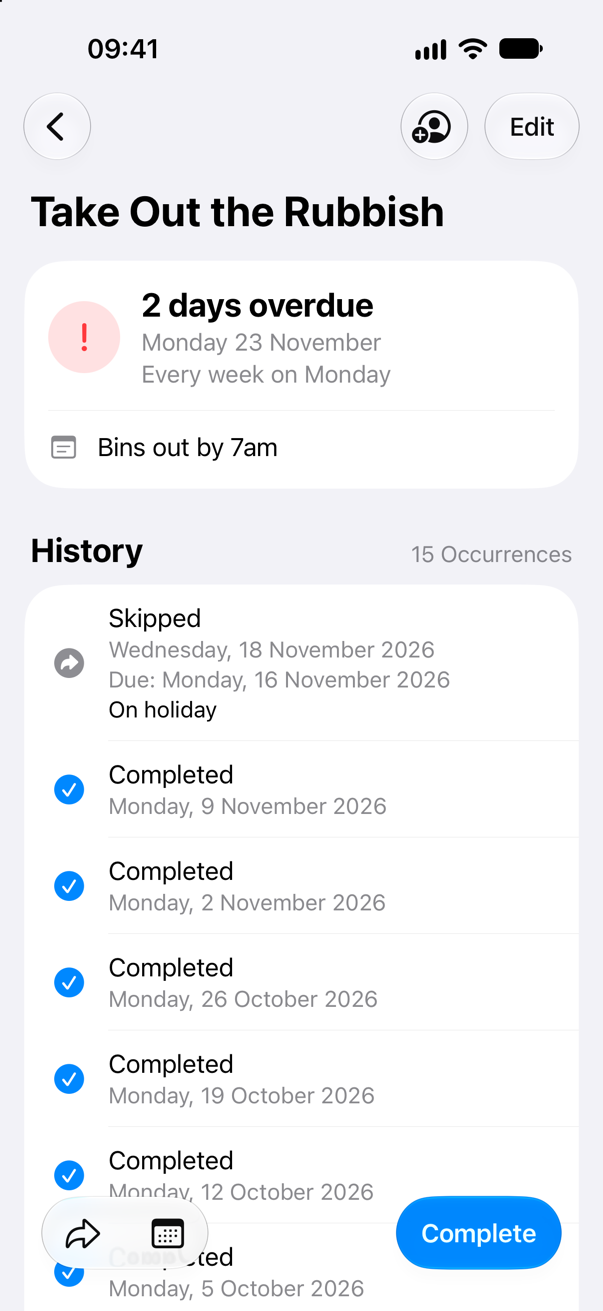 09:41
Edit
Take Out the Rubbish
2 days overdue
Monday 23 November
Every week on Monday
Bins out by 7am
History
15 Occurrences
Skipped
Wednesday, 18 November 2026
Due: Monday, 16 November 2026
On holiday
Completed
Monday, 9 November 2026
Completed
Monday, 2 November 2026
Completed
Monday, 26 October 2026
Completed
Monday, 19 October 2026
Completed
Monday, 12 October 2026
Completed
Monday, 5 October 2026
Complete